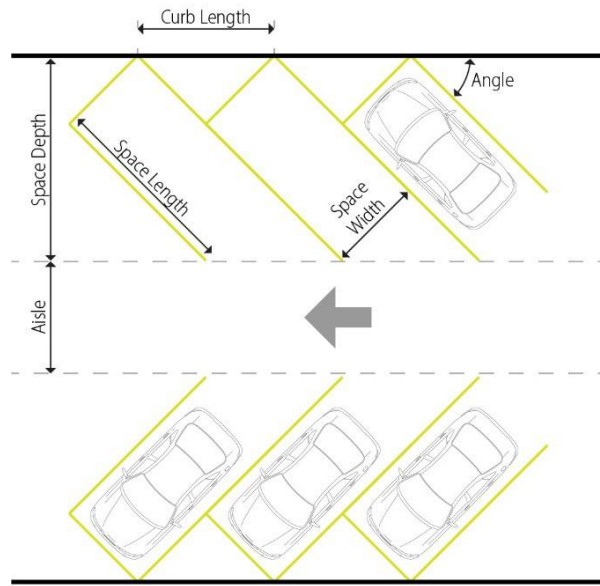 Curb Length
Angle
Space Depth
Space Length
Space
Width
Aisle